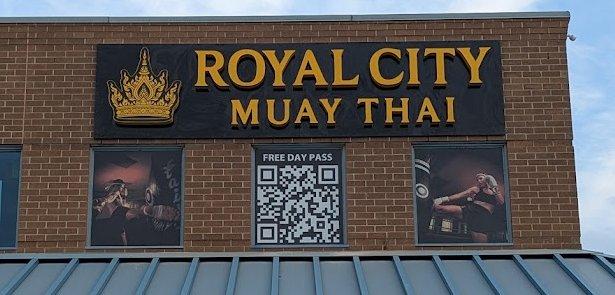 ROYAL CITY
MUAY THAI
FREE DAY PASS